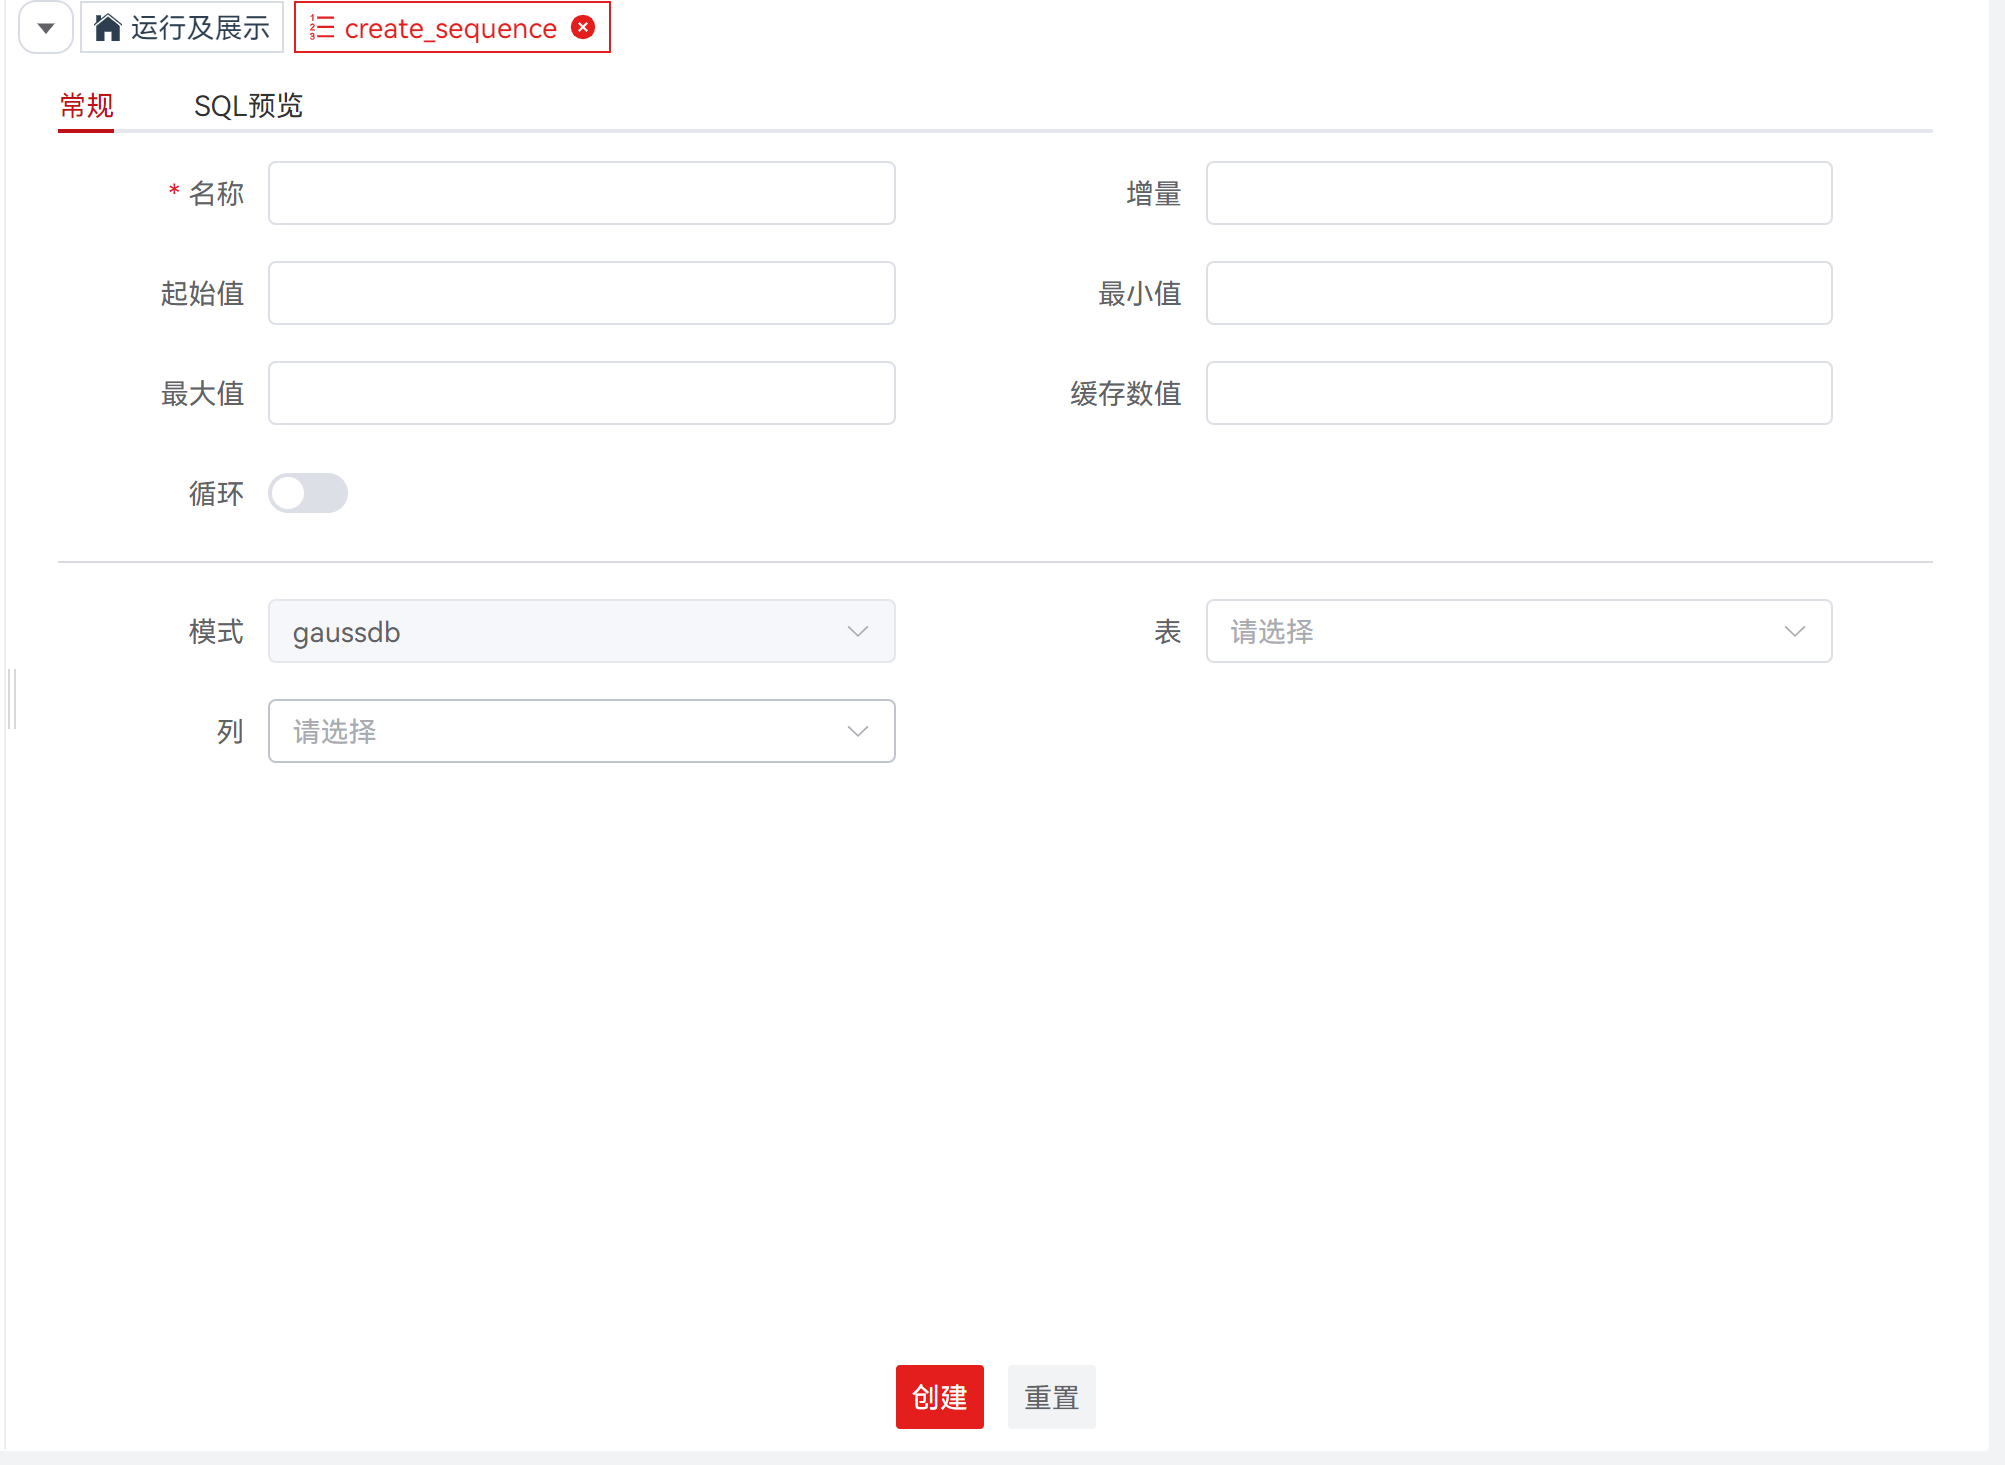 运行及展示 create_sequence
常规 SQL预览
* 名称 增量
起始值 最小值
最大值 缓存数值
循环
模式 gaussdb 表 请选择
列 请选择
创建 重置